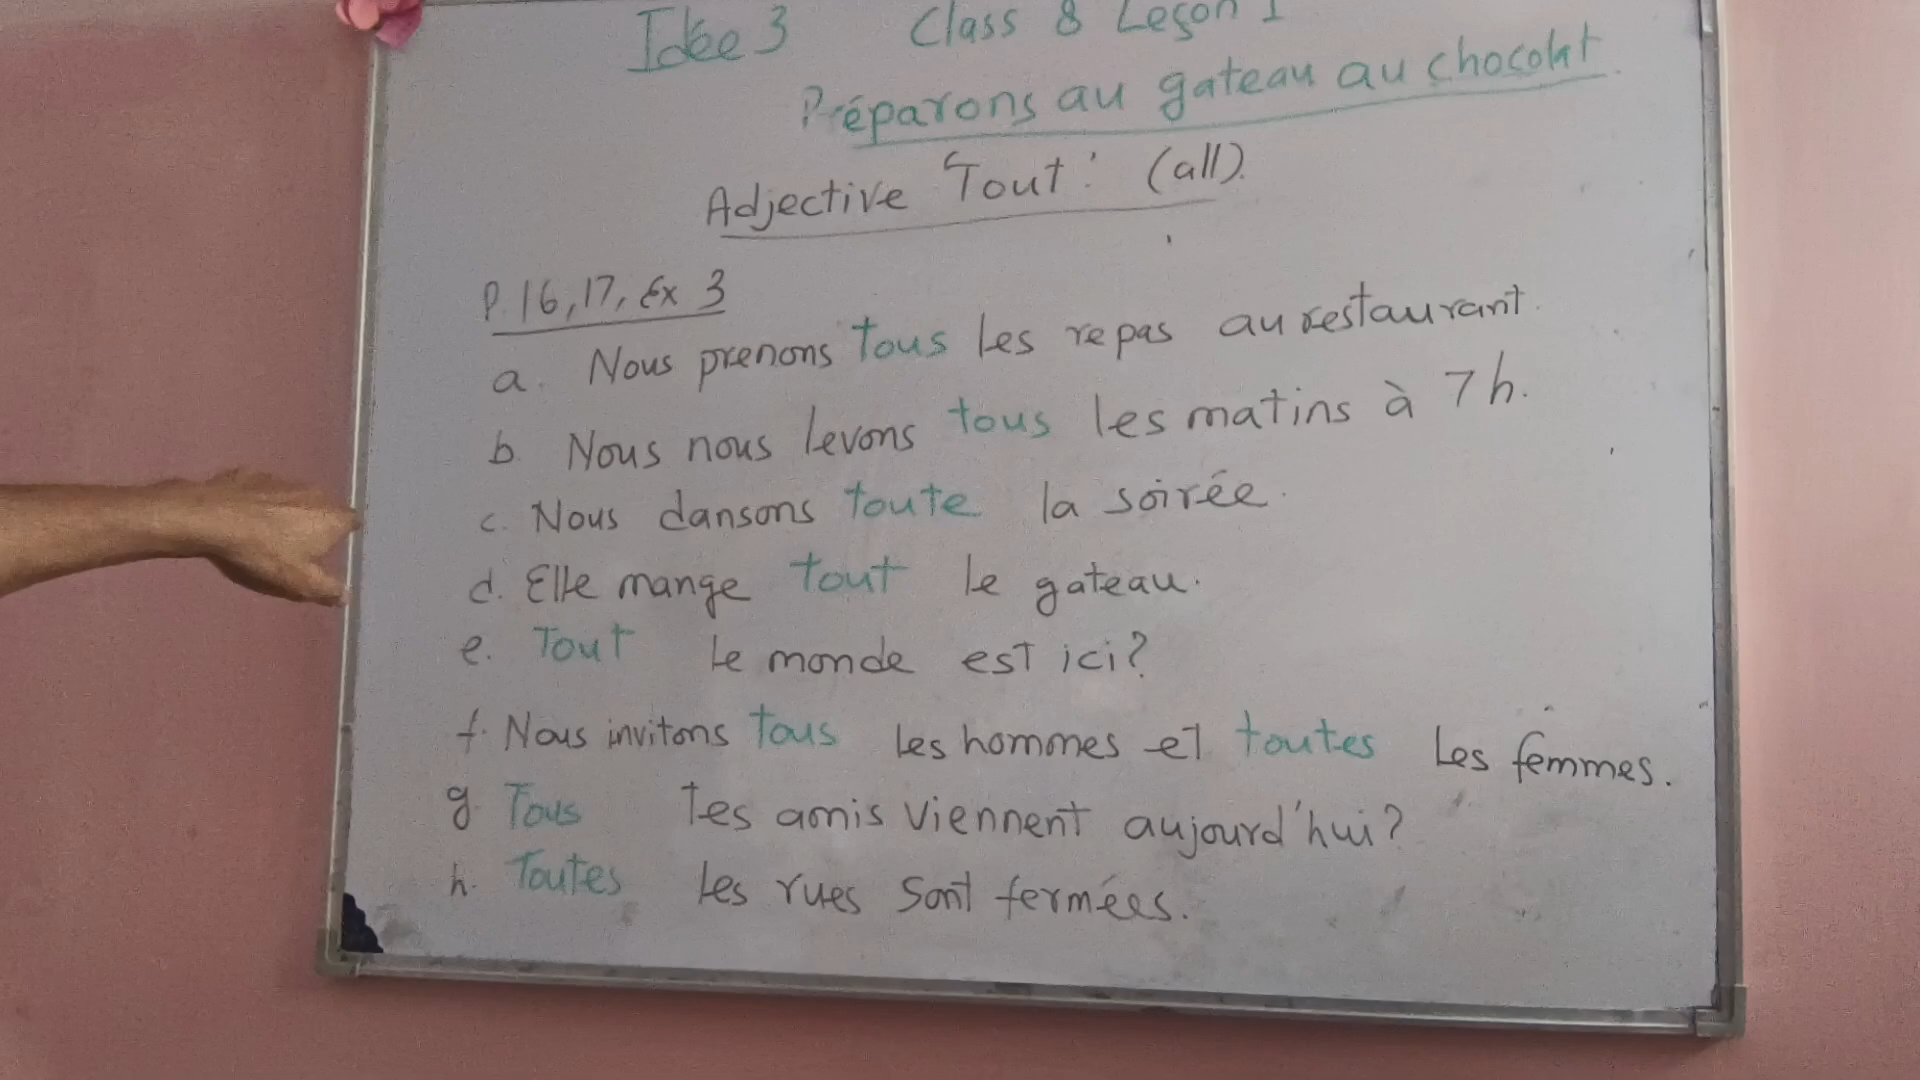 Idée 3 Class 8 Leçon 1
Préparons au gateau au chocolat
Adjective 'Tout' (all).
P. 16, 17, Ex 3
a. Nous prenons tous les repas au restaurant.
b. Nous nous levons tous les matins à 7 h.
c. Nous dansons toute la soirée.
d. Elle mange tout le gateau.
e. Tout le monde est ici?
f. Nous invitons tous les hommes et toutes les femmes.
g. Tous tes amis viennent aujourd'hui?
h. Toutes les rues sont fermées.